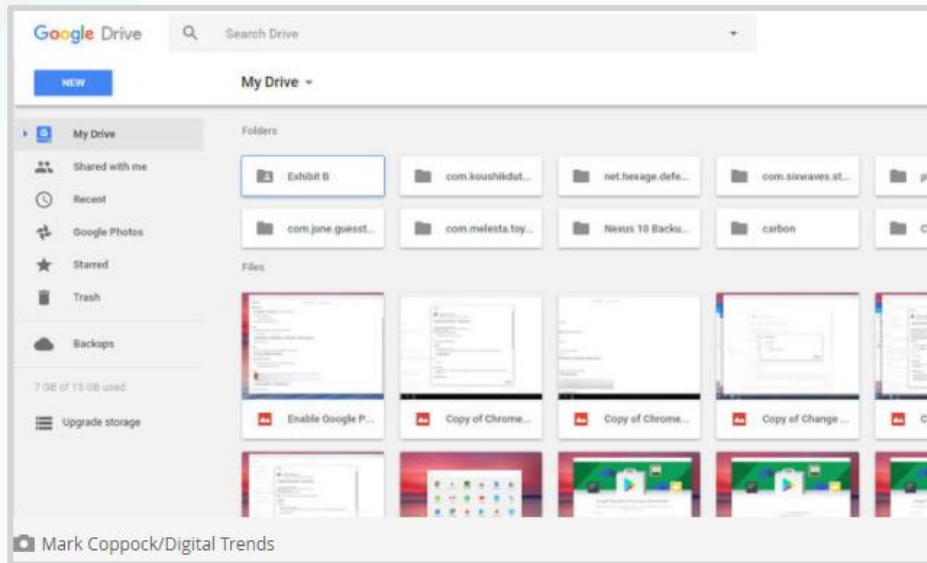 Google Drive
Search Drive
NEW
My Drive
My Drive
Shared with me
Recent
Google Photos
Starred
Trash
Backups
7 GB of 15 GB used
Upgrade storage
Folders
Exhibit B
com.koushikdut...
net.hexage.defe...
com.sixwaves.st...
com.june.guesst...
com.melesta.toy...
Nexus 10 Backu...
carbon
Files
Enable Google P...
Copy of Chrome...
Copy of Chrome...
Copy of Change ...
Mark Coppock/Digital Trends